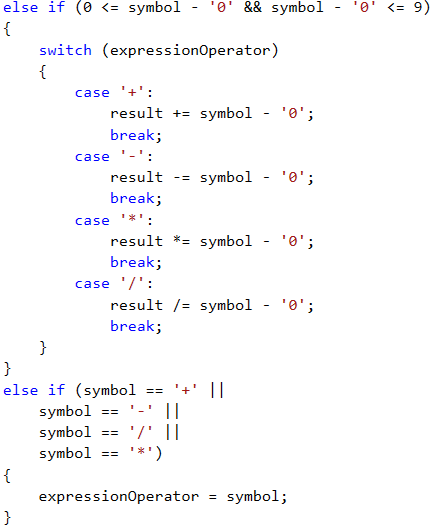 else if (0 <= symbol - '0' && symbol - '0' <= 9)
{
    switch (expressionOperator)
    {
        case '+':
            result += symbol - '0';
            break;
        case '-':
            result -= symbol - '0';
            break;
        case '*':
            result *= symbol - '0';
            break;
        case '/':
            result /= symbol - '0';
            break;
    }
}
else if (symbol == '+' ||
    symbol == '-' ||
    symbol == '/' ||
    symbol == '*')
{
    expressionOperator = symbol;
}